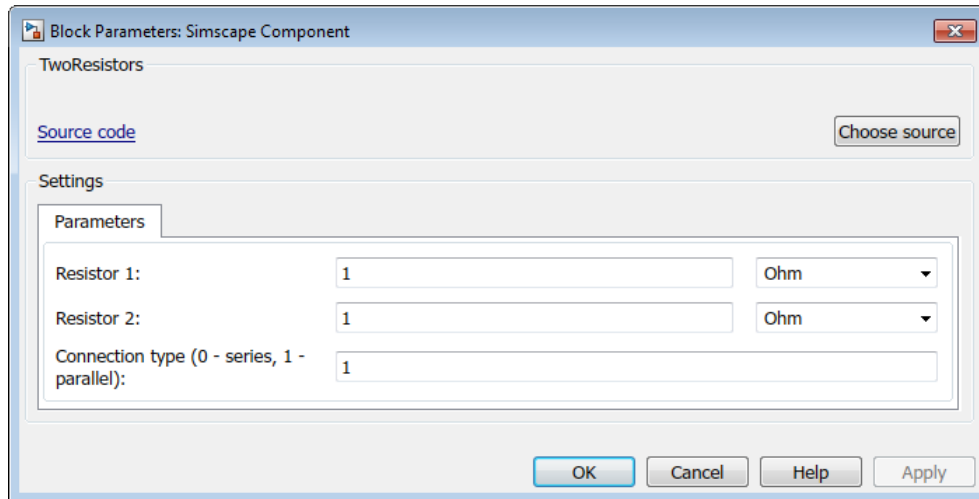 Block Parameters: Simscape Component
TwoResistors
Source code
Choose source
Settings
Parameters
Resistor 1:
1
Ohm
Resistor 2:
1
Ohm
Connection type (0 - series, 1 -
parallel):
1
OK
Cancel
Help
Apply